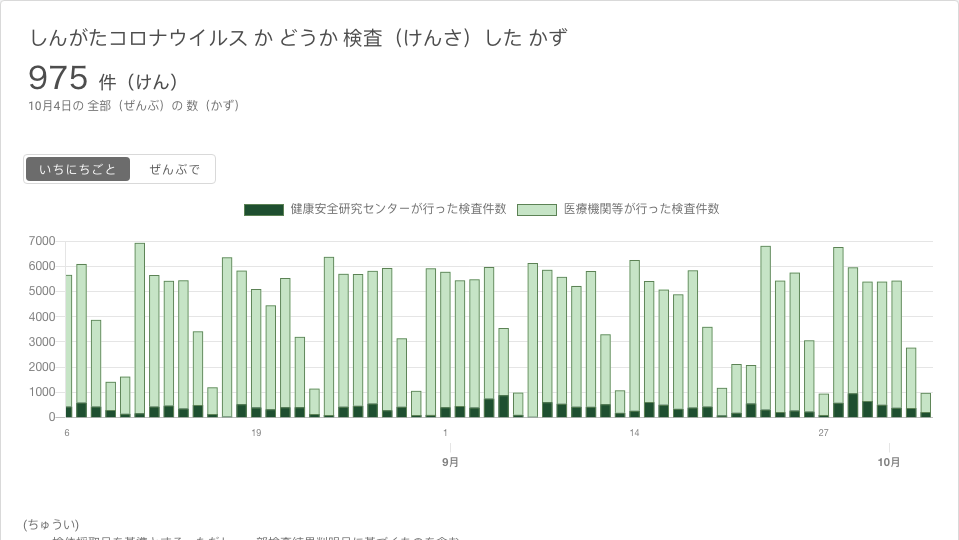 しんがたコロナウイルス か どうか 検査（けんさ）した かず
975 件（けん）
10月4日の 全部（ぜんぶ）の 数（かず）
いちにちごと ぜんぶで
健康安全研究センターが行った検査件数 医療機関等が行った検査件数
7000
6000
5000
4000
3000
2000
1000
0
6 19 1 14 27
9月 10月
(ちゅうい)